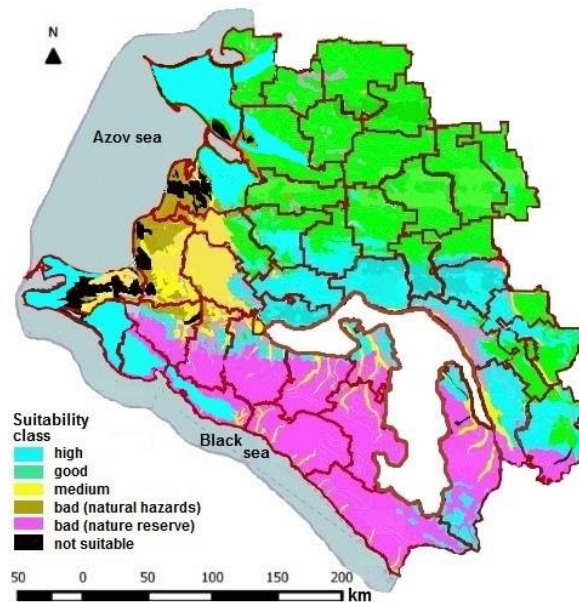 N
Azov sea
Black
sea
Suitability
class
high
good
medium
bad (natural hazards)
bad (nature reserve)
not suitable
50 0 50 100 200 km